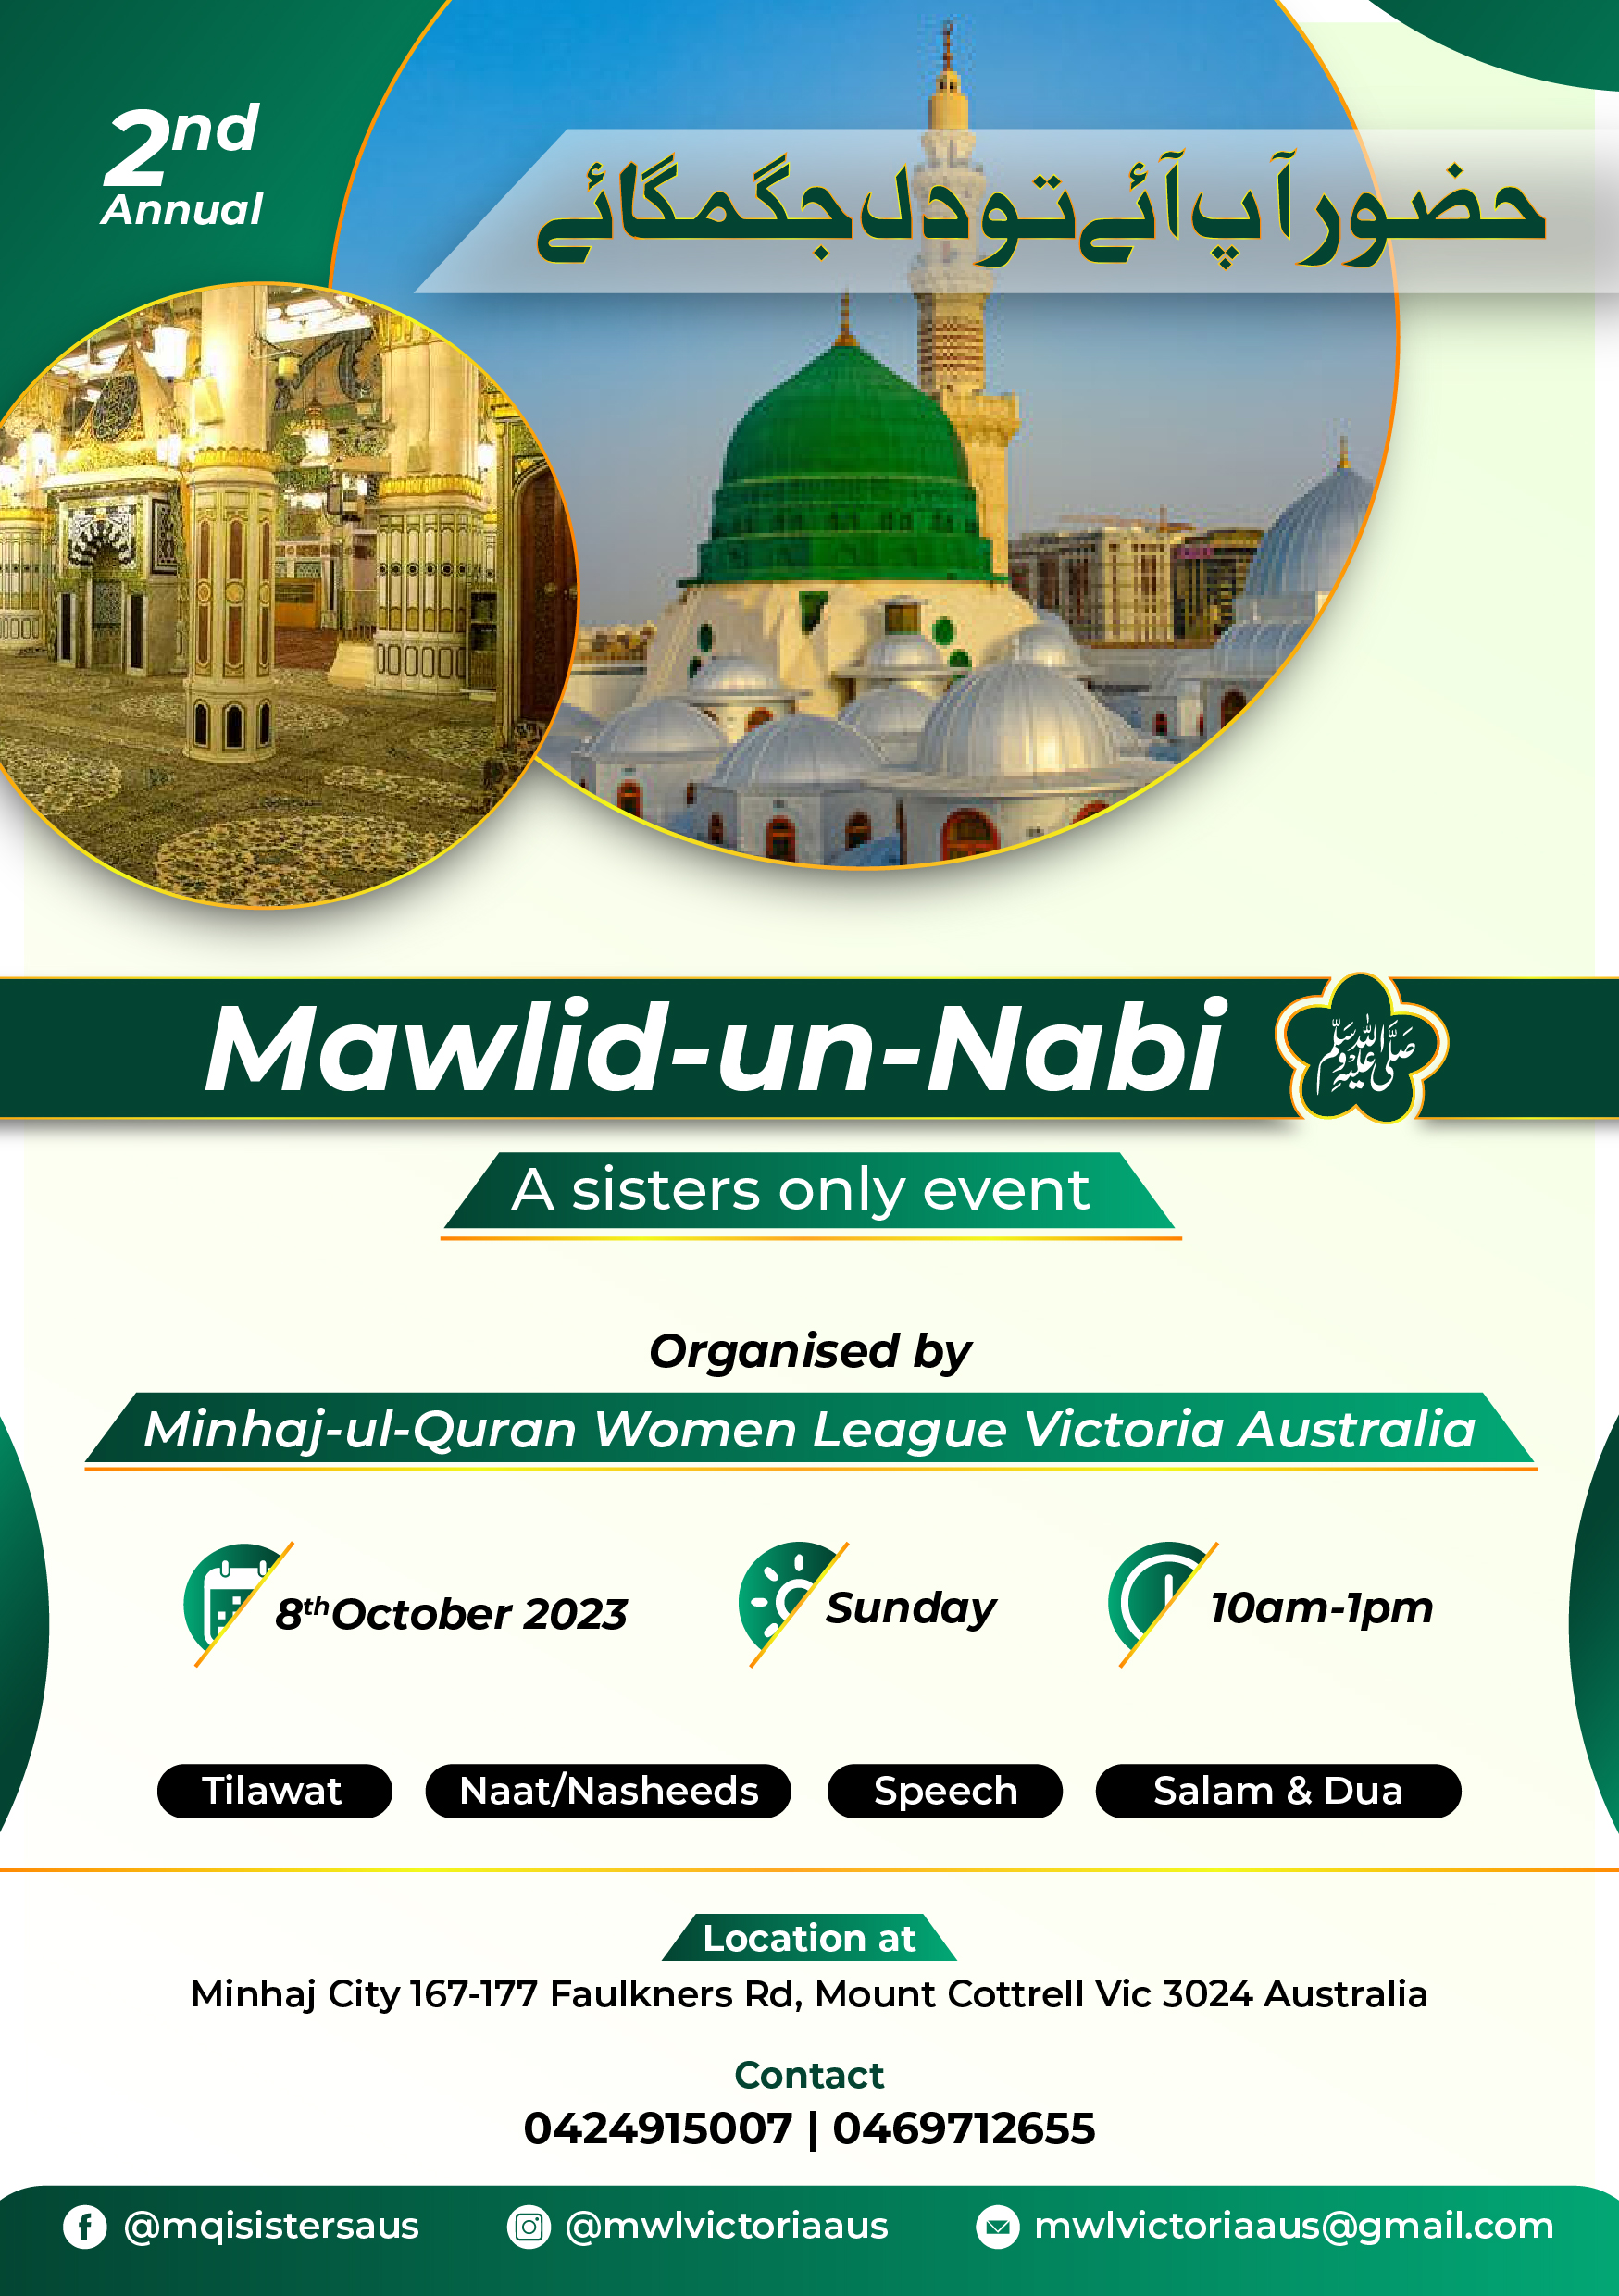 2nd
Annual
حضور آپ آئے تو دل جگمگائے
Mawlid-un-Nabi صلى الله عليه وسلم
A sisters only event
Organised by
Minhaj-ul-Quran Women League Victoria Australia
8th October 2023
Sunday
10am-1pm
Tilawat
Naat/Nasheeds
Speech
Salam & Dua
Location at
Minhaj City 167-177 Faulkners Rd, Mount Cottrell Vic 3024 Australia
Contact
0424915007 | 0469712655
@mqisistersaus
@mwlvictoriaaus
mwlvictoriaaus@gmail.com